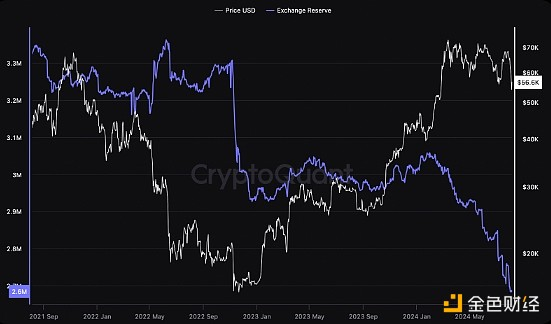 Price USD
Exchange Reserve
3.3M
3.2M
3.1M
3M
2.9M
2.8M
2.6M
$70K
$60K
$56.6K
$40K
$30K
$20K
CryptoQuant
2021 Sep
2022 Jan
2022 May
2022 Sep
2023 Jan
2023 May
2023 Sep
2024 Jan
2024 May
金色财经